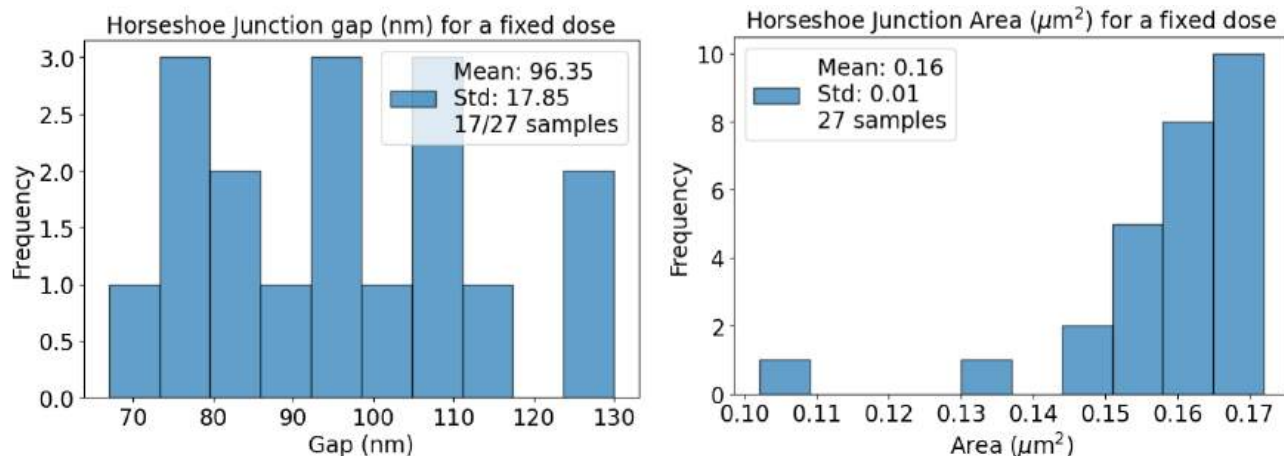 Horseshoe Junction gap (nm) for a fixed dose
Mean: 96.35
Std: 17.85
17/27 samples
Frequency
3.0
2.5
2.0
1.5
1.0
0.5
0.0
70 80 90 100 110 120 130
Gap (nm)
Horseshoe Junction Area (μm²) for a fixed dose
Mean: 0.16
Std: 0.01
27 samples
Frequency
10
8
6
4
2
0
0.10 0.11 0.12 0.13 0.14 0.15 0.16 0.17
Area (μm²)